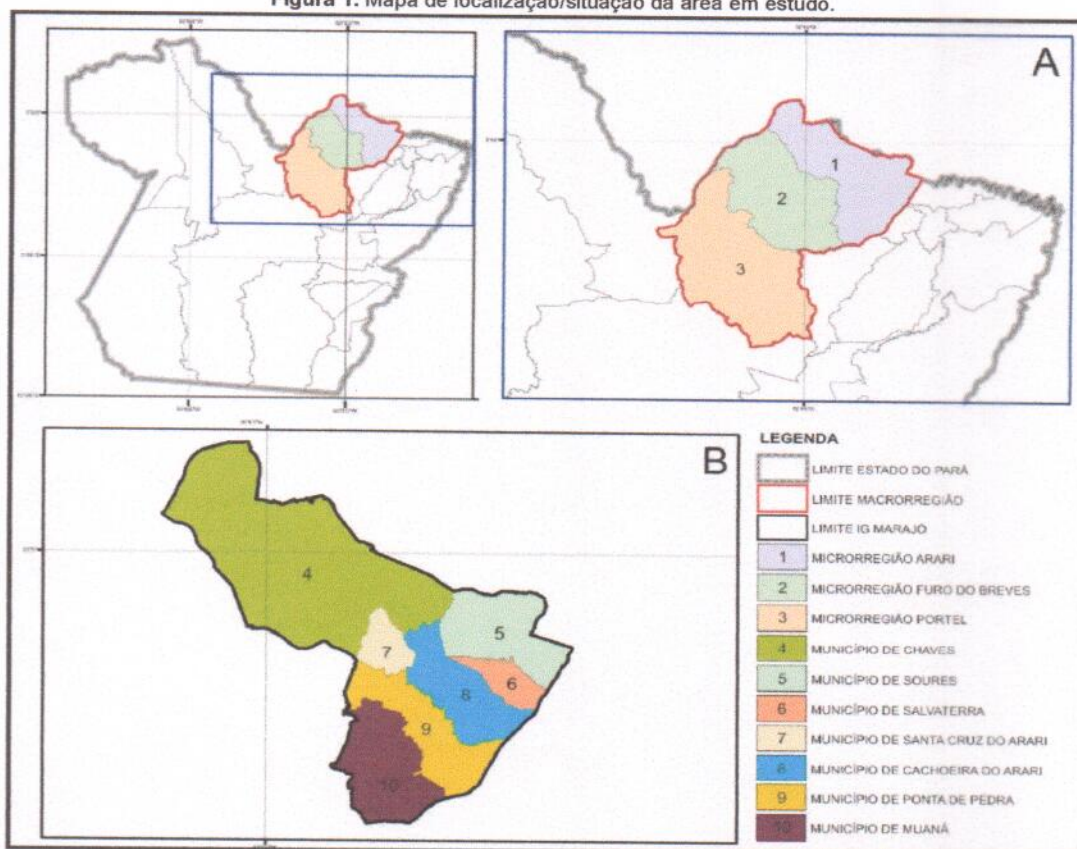 Figura 1. Mapa de localização/situação da área em estudo.
A
1
2
3
B
4
5
6
7
8
9
10
LEGENDA
LIMITE ESTADO DO PARÁ
LIMITE MACRORREGIÃO
LIMITE IG MARAJO
1 MICRORREGIÃO ARARI
2 MICRORREGIÃO FURO DO BREVES
3 MICRORREGIÃO PORTEL
4 MUNICÍPIO DE CHAVES
5 MUNICÍPIO DE SOURES
6 MUNICÍPIO DE SALVATERRA
7 MUNICÍPIO DE SANTA CRUZ DO ARARI
8 MUNICÍPIO DE CACHOEIRA DO ARARI
9 MUNICÍPIO DE PONTA DE PEDRA
10 MUNICÍPIO DE MUANÁ